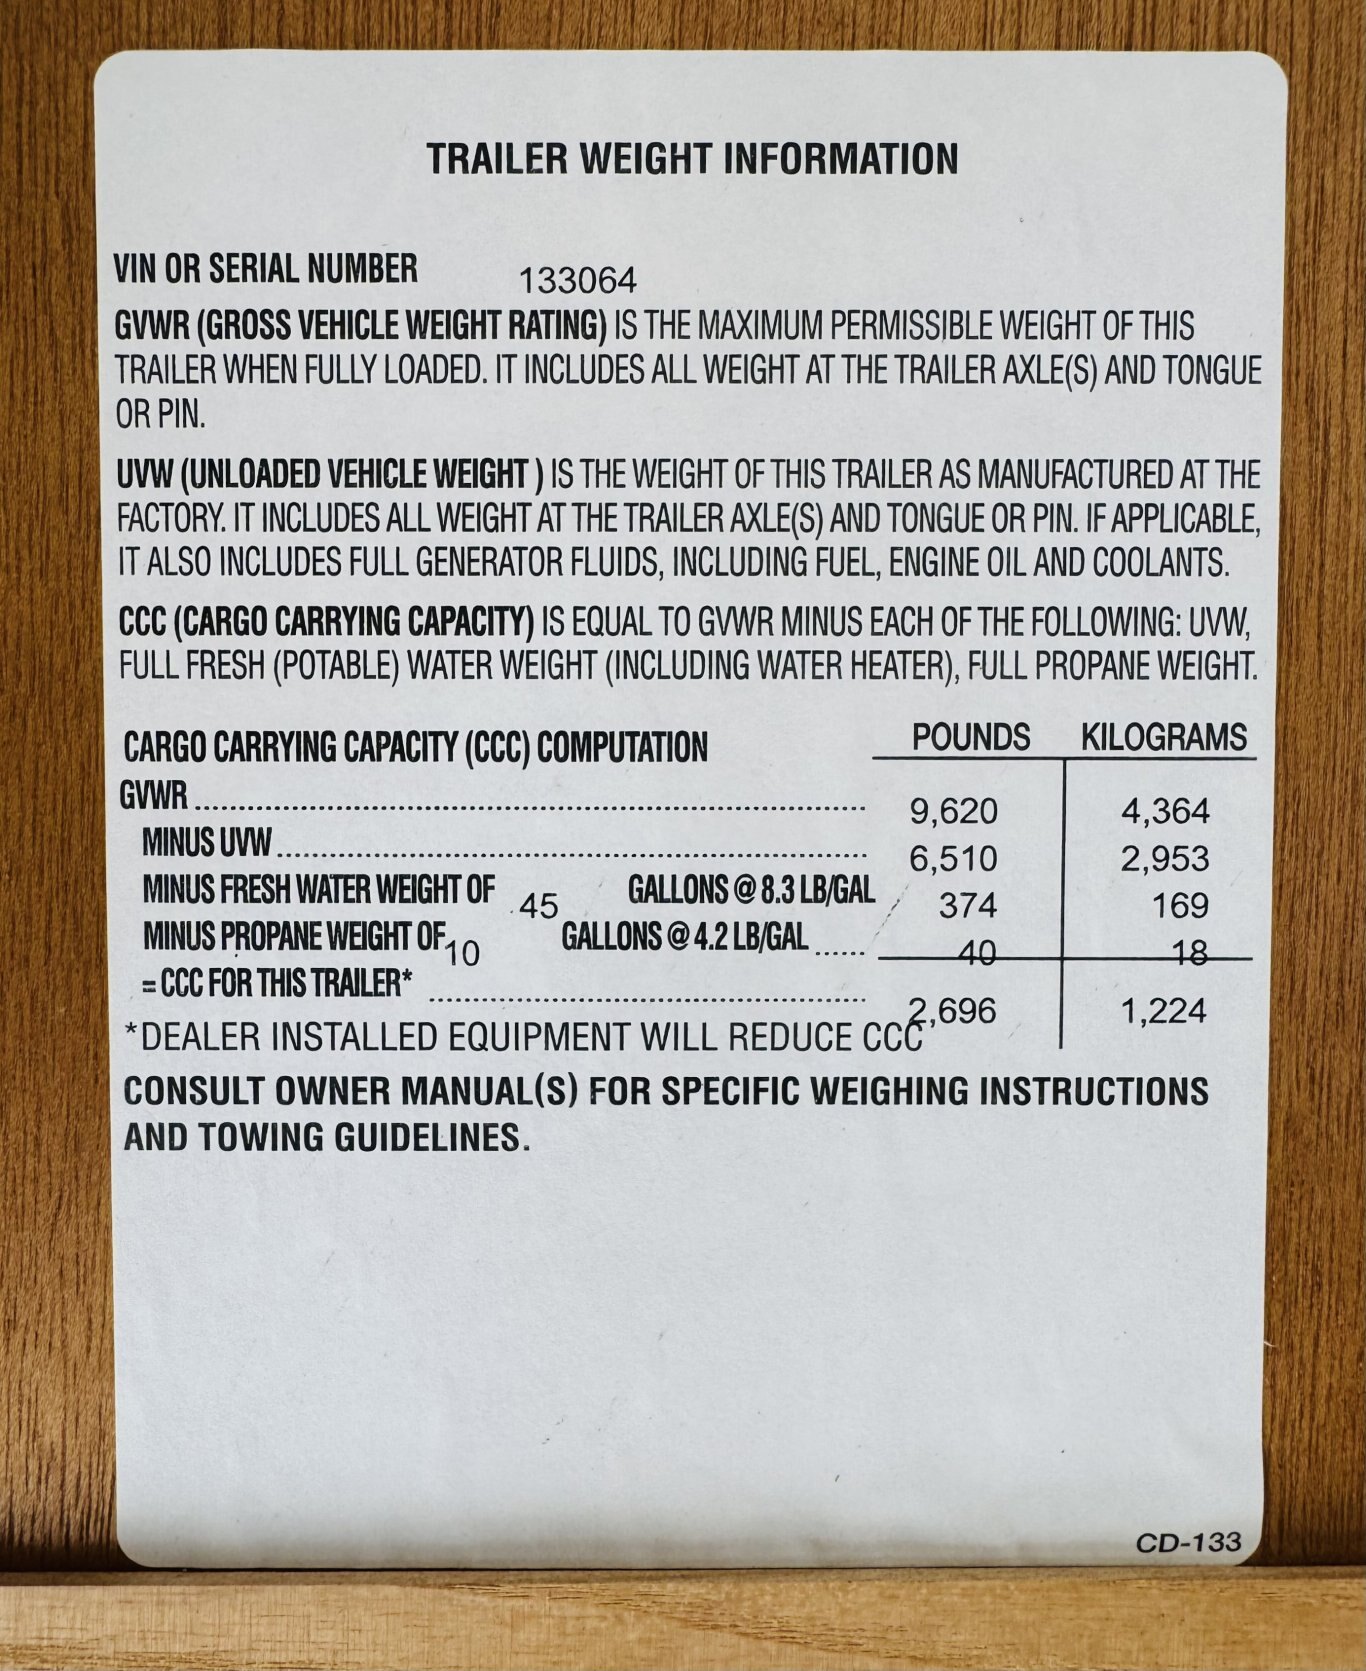 TRAILER WEIGHT INFORMATION
VIN OR SERIAL NUMBER 133064
GVWR (GROSS VEHICLE WEIGHT RATING) IS THE MAXIMUM PERMISSIBLE WEIGHT OF THIS
TRAILER WHEN FULLY LOADED. IT INCLUDES ALL WEIGHT AT THE TRAILER AXLE(S) AND TONGUE
OR PIN.
UVW (UNLOADED VEHICLE WEIGHT ) IS THE WEIGHT OF THIS TRAILER AS MANUFACTURED AT THE
FACTORY. IT INCLUDES ALL WEIGHT AT THE TRAILER AXLE(S) AND TONGUE OR PIN. IF APPLICABLE,
IT ALSO INCLUDES FULL GENERATOR FLUIDS, INCLUDING FUEL, ENGINE OIL AND COOLANTS.
CCC (CARGO CARRYING CAPACITY) IS EQUAL TO GVWR MINUS EACH OF THE FOLLOWING: UVW,
FULL FRESH (POTABLE) WATER WEIGHT (INCLUDING WATER HEATER), FULL PROPANE WEIGHT.
CARGO CARRYING CAPACITY (CCC) COMPUTATION POUNDS KILOGRAMS
GVWR 9,620 4,364
MINUS UVW 6,510 2,953
MINUS FRESH WATER WEIGHT OF 45 GALLONS @ 8.3 LB/GAL 374 169
MINUS PROPANE WEIGHT OF 10 GALLONS @ 4.2 LB/GAL 40 18
= CCC FOR THIS TRAILER* 2,696 1,224
*DEALER INSTALLED EQUIPMENT WILL REDUCE CCC
CONSULT OWNER MANUAL(S) FOR SPECIFIC WEIGHING INSTRUCTIONS
AND TOWING GUIDELINES.
CD-133